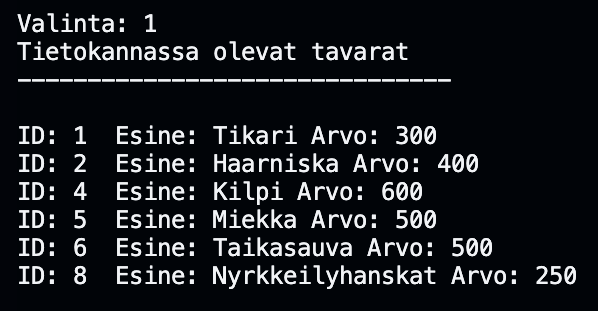 Valinta: 1
Tietokannassa olevat tavarat
-------------------------------
ID: 1  Esine: Tikari Arvo: 300
ID: 2  Esine: Haarniska Arvo: 400
ID: 4  Esine: Kilpi Arvo: 600
ID: 5  Esine: Miekka Arvo: 500
ID: 6  Esine: Taikasauva Arvo: 500
ID: 8  Esine: Nyrkkeilyhanskat Arvo: 250